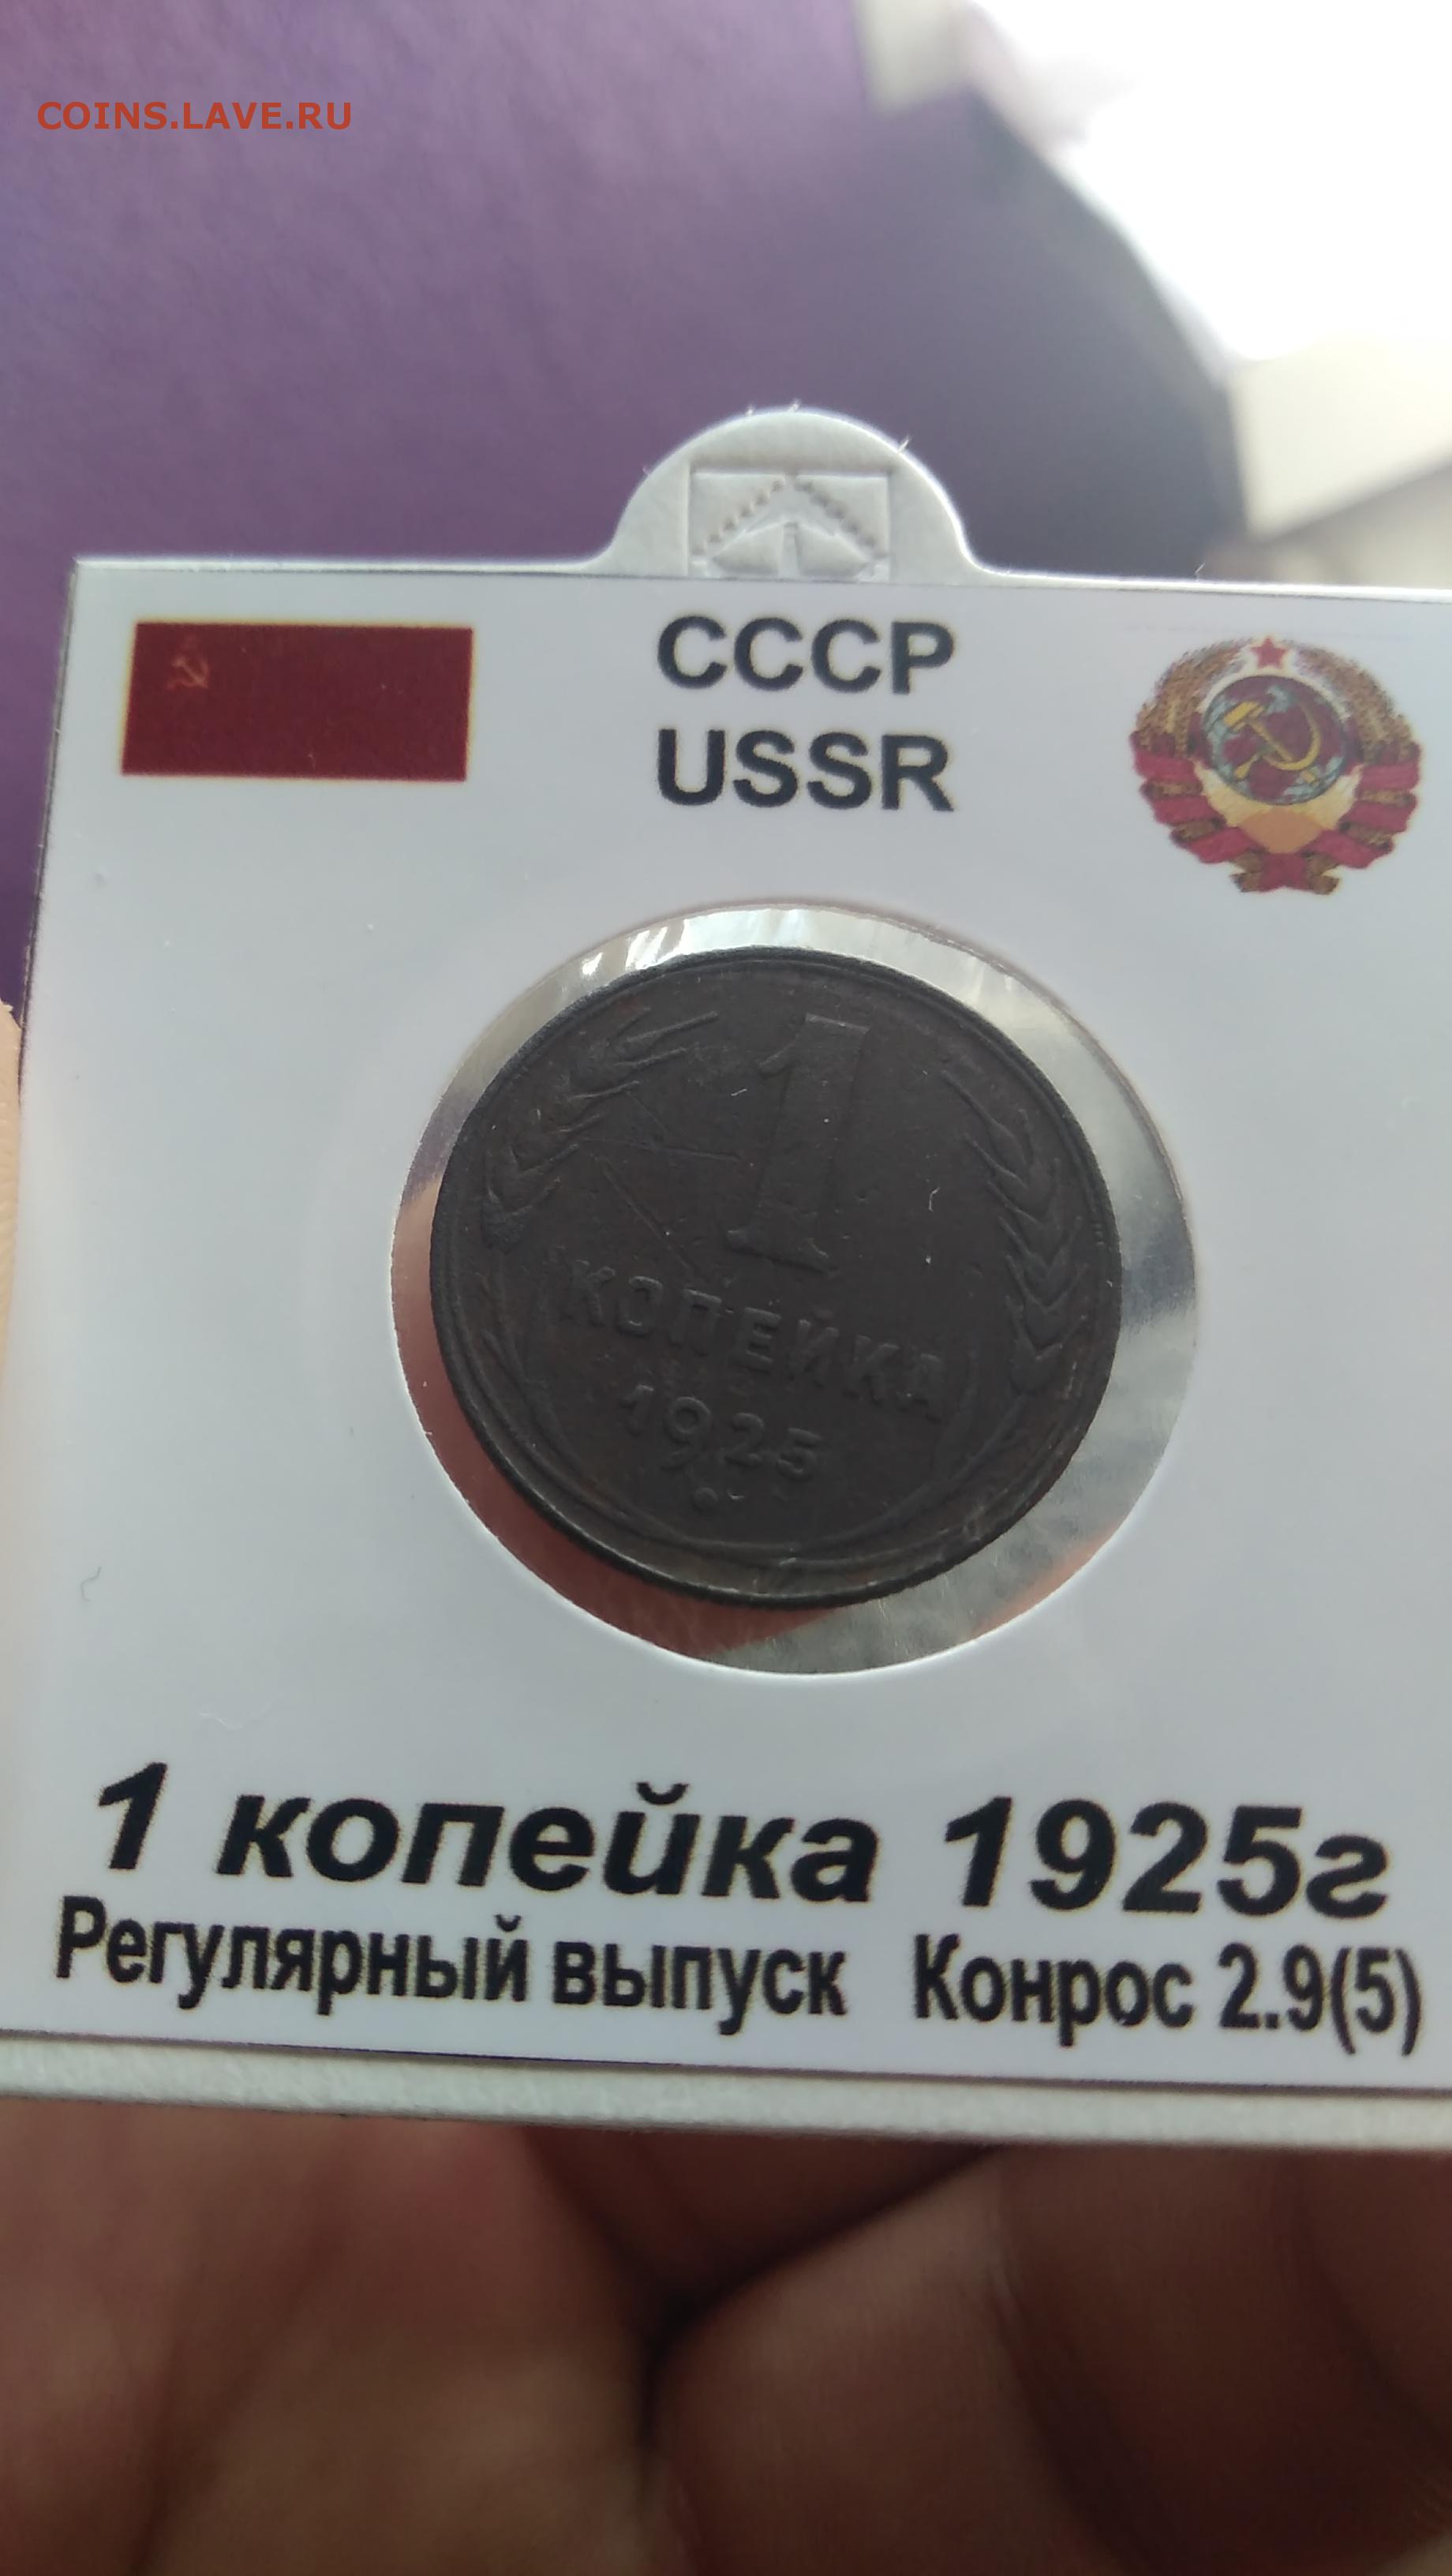 COINS.LAVE.RU
СССР
USSR
1
КОПЕЙКА
1925
1 копейка 1925г
Регулярный выпуск Конрос 2.9(5)